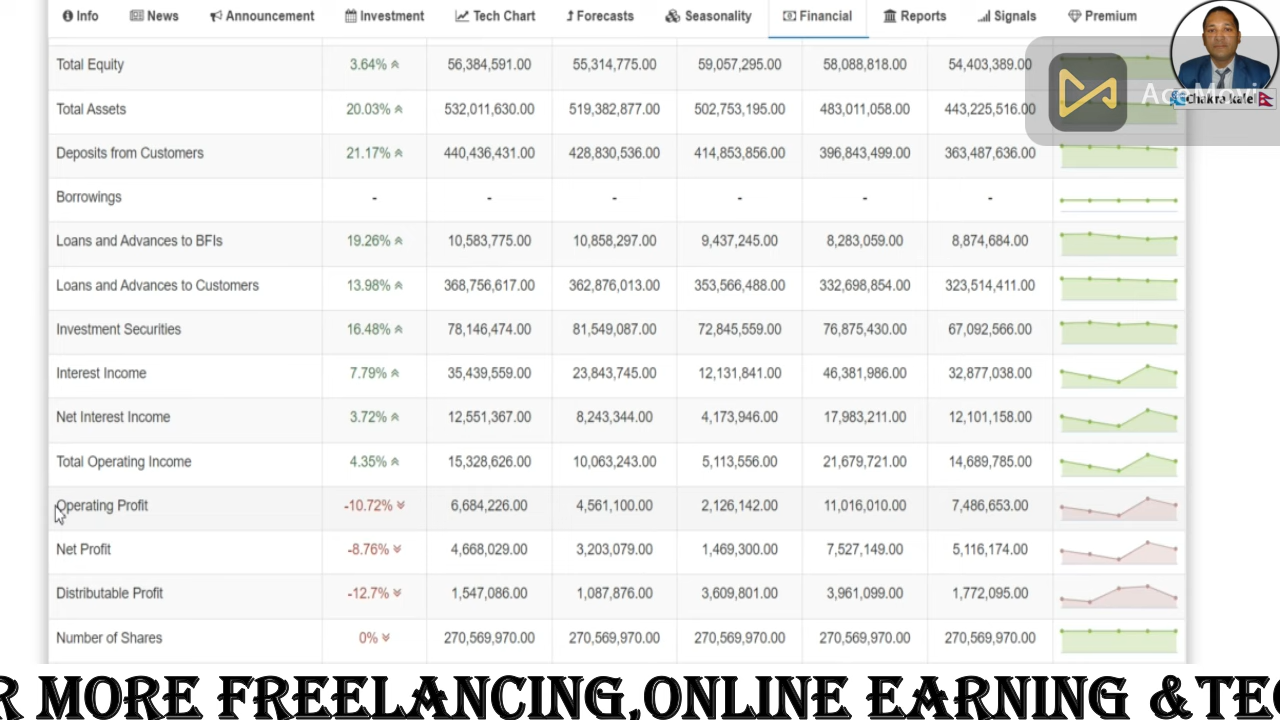 Info News Announcement Investment Tech Chart Forecasts Seasonality Financial Reports Signals Premium
Total Equity 3.64% 56,384,591.00 55,314,775.00 59,057,295.00 58,088,818.00 54,403,389.00
Total Assets 20.03% 532,016,030.00 519,382,877.00 502,753,195.00 483,011,058.00 443,225,516.00
Deposits from Customers 21.17% 440,436,431.00 428,830,536.00 414,853,856.00 396,843,499.00 363,487,636.00
Borrowings - - - - - -
Loans and Advances to BFIs 19.26% 10,583,775.00 10,858,297.00 9,437,245.00 8,283,059.00 8,874,684.00
Loans and Advances to Customers 13.98% 368,756,617.00 362,876,013.00 353,566,488.00 332,698,854.00 323,514,411.00
Investment Securities 16.48% 78,146,474.00 81,549,087.00 72,845,559.00 76,875,430.00 67,092,566.00
Interest Income 7.79% 35,439,559.00 23,843,745.00 12,131,841.00 46,381,986.00 32,877,038.00
Net Interest Income 3.72% 12,551,367.00 8,243,344.00 4,173,946.00 17,983,211.00 12,101,158.00
Total Operating Income 4.35% 15,328,626.00 10,063,243.00 5,113,556.00 21,679,721.00 14,689,785.00
Operating Profit -10.72% 6,684,226.00 4,561,100.00 2,126,142.00 11,016,010.00 7,486,653.00
Net Profit -8.76% 4,668,029.00 3,203,079.00 1,469,300.00 7,527,149.00 5,116,174.00
Distributable Profit -12.7% 1,547,086.00 1,087,876.00 3,609,801.00 3,961,099.00 1,772,095.00
Number of Shares 0% 270,569,970.00 270,569,970.00 270,569,970.00 270,569,970.00 270,569,970.00
R MORE FREELANCING,ONLINE EARNING & TEC